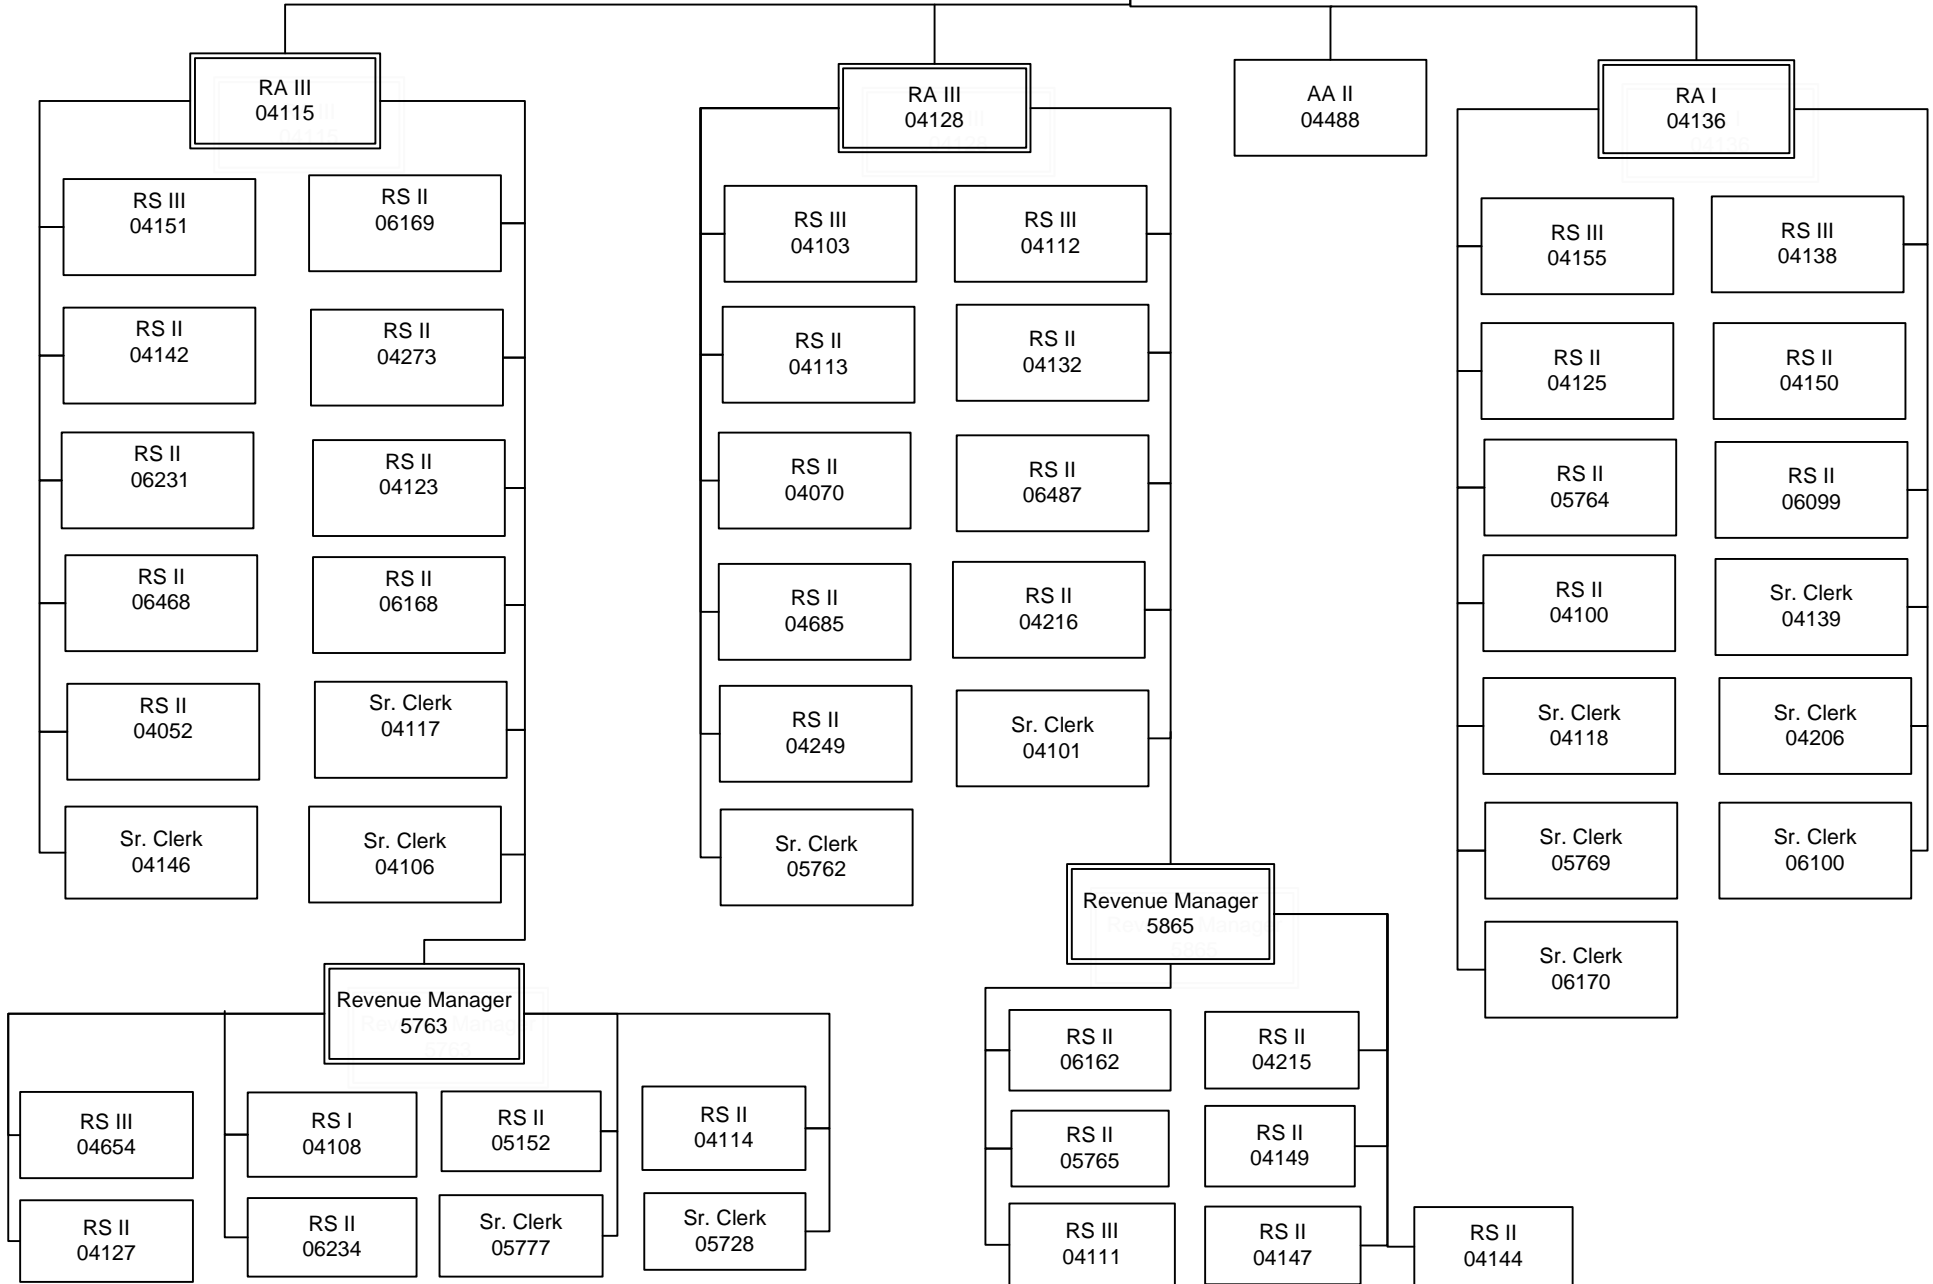 RA III
04115
RA III
04128
AA II
04488
RA I
04136
RS III
04151
RS II
06169
RS II
04142
RS II
04273
RS II
06231
RS II
04123
RS II
06468
RS II
06168
RS II
04052
Sr. Clerk
04117
Sr. Clerk
04146
Sr. Clerk
04106
Revenue Manager
5763
RS III
04654
RS I
04108
RS II
05152
RS II
04114
RS II
04127
RS II
06234
Sr. Clerk
05777
Sr. Clerk
05728
RS III
04103
RS III
04112
RS II
04113
RS II
04132
RS II
04070
RS II
06487
RS II
04685
RS II
04216
RS II
04249
Sr. Clerk
04101
Sr. Clerk
05762
Revenue Manager
5865
RS II
06162
RS II
04215
RS II
05765
RS II
04149
RS III
04111
RS II
04147
RS II
04144
RS III
04155
RS III
04138
RS II
04125
RS II
04150
RS II
05764
RS II
06099
RS II
04100
Sr. Clerk
04139
Sr. Clerk
04118
Sr. Clerk
04206
Sr. Clerk
05769
Sr. Clerk
06100
Sr. Clerk
06170